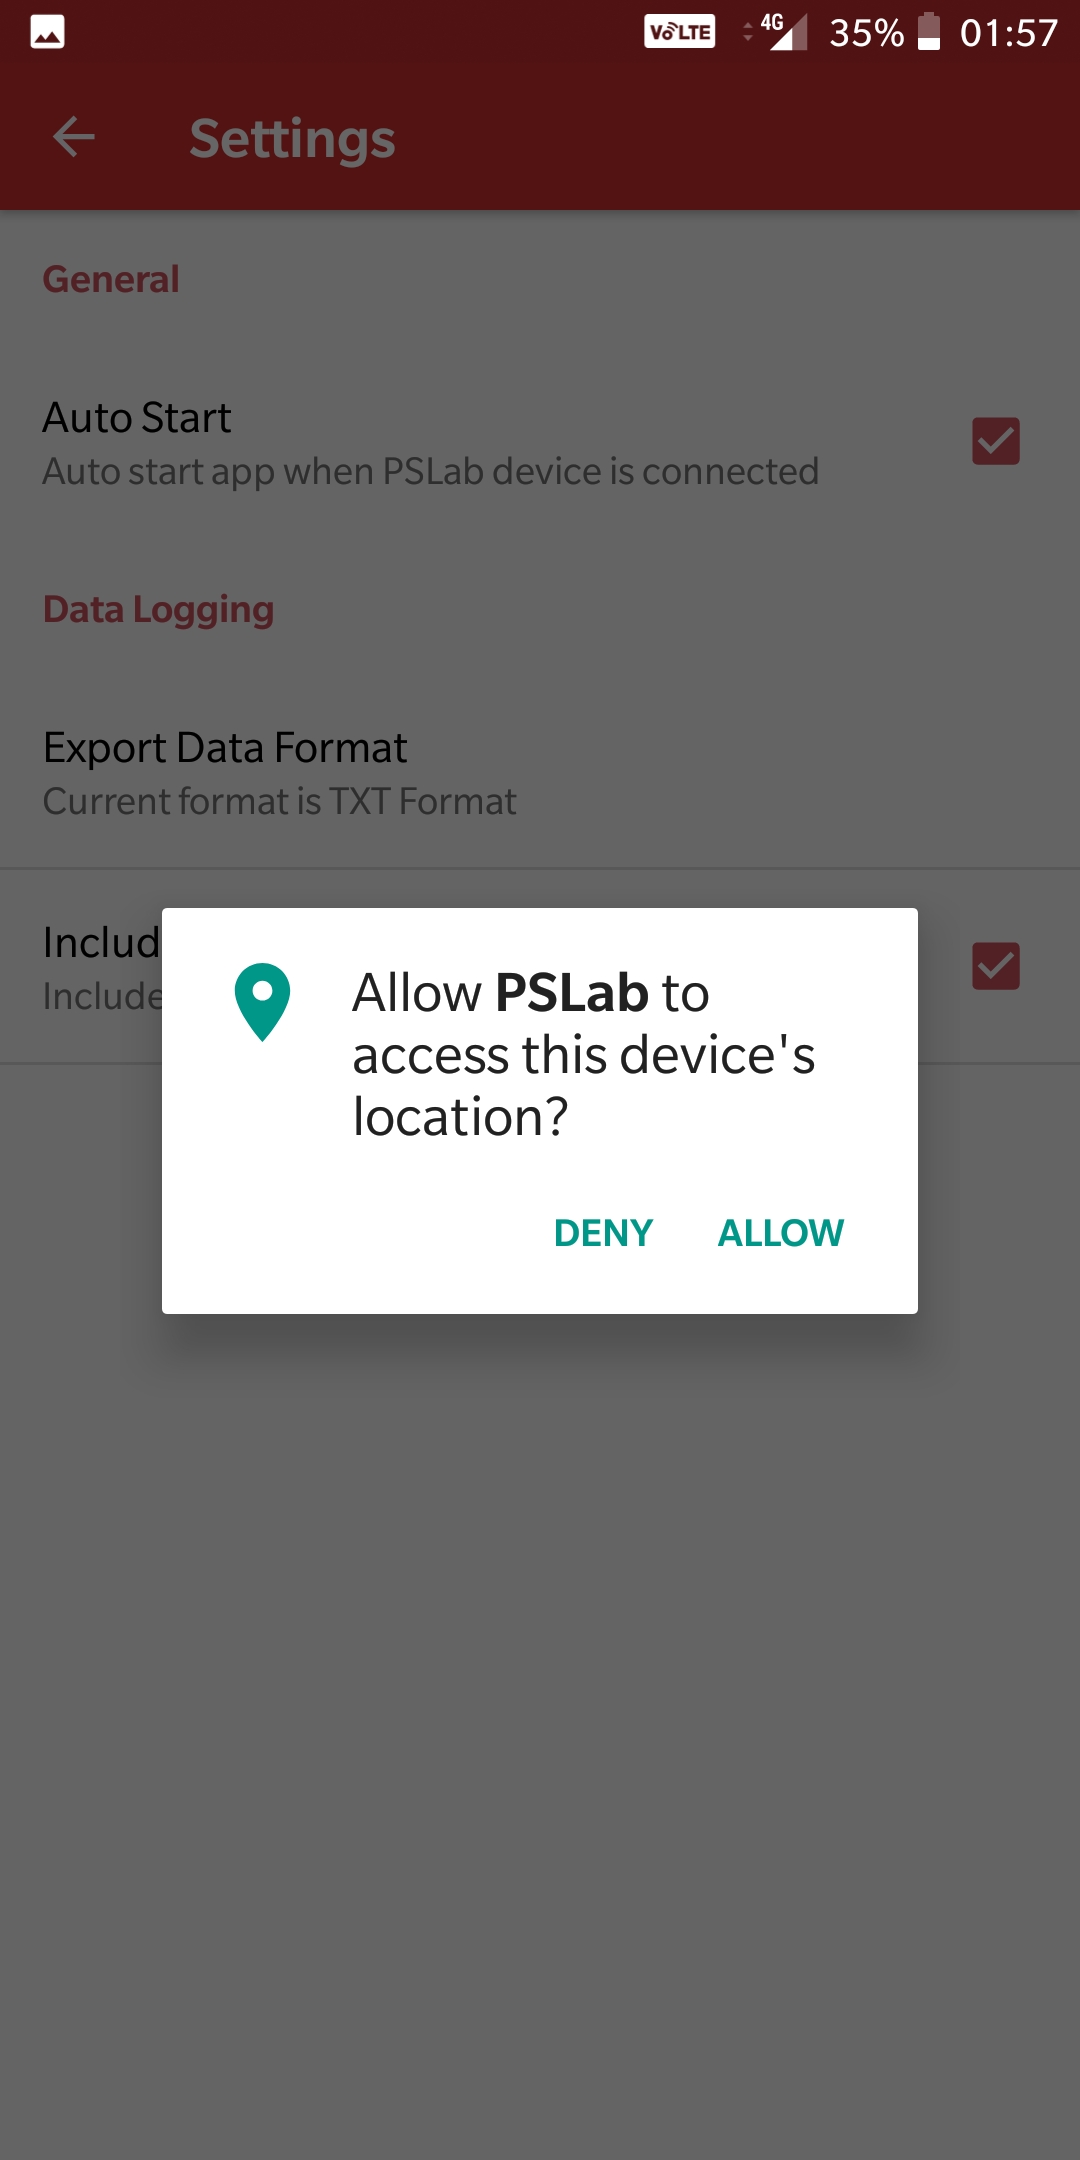 VoLTE 4G 35% 01:57
Settings
General
Auto Start
Auto start app when PSLab device is connected
Data Logging
Export Data Format
Current format is TXT Format
Includ
Include
Allow PSLab to
access this device's
location?
DENY ALLOW